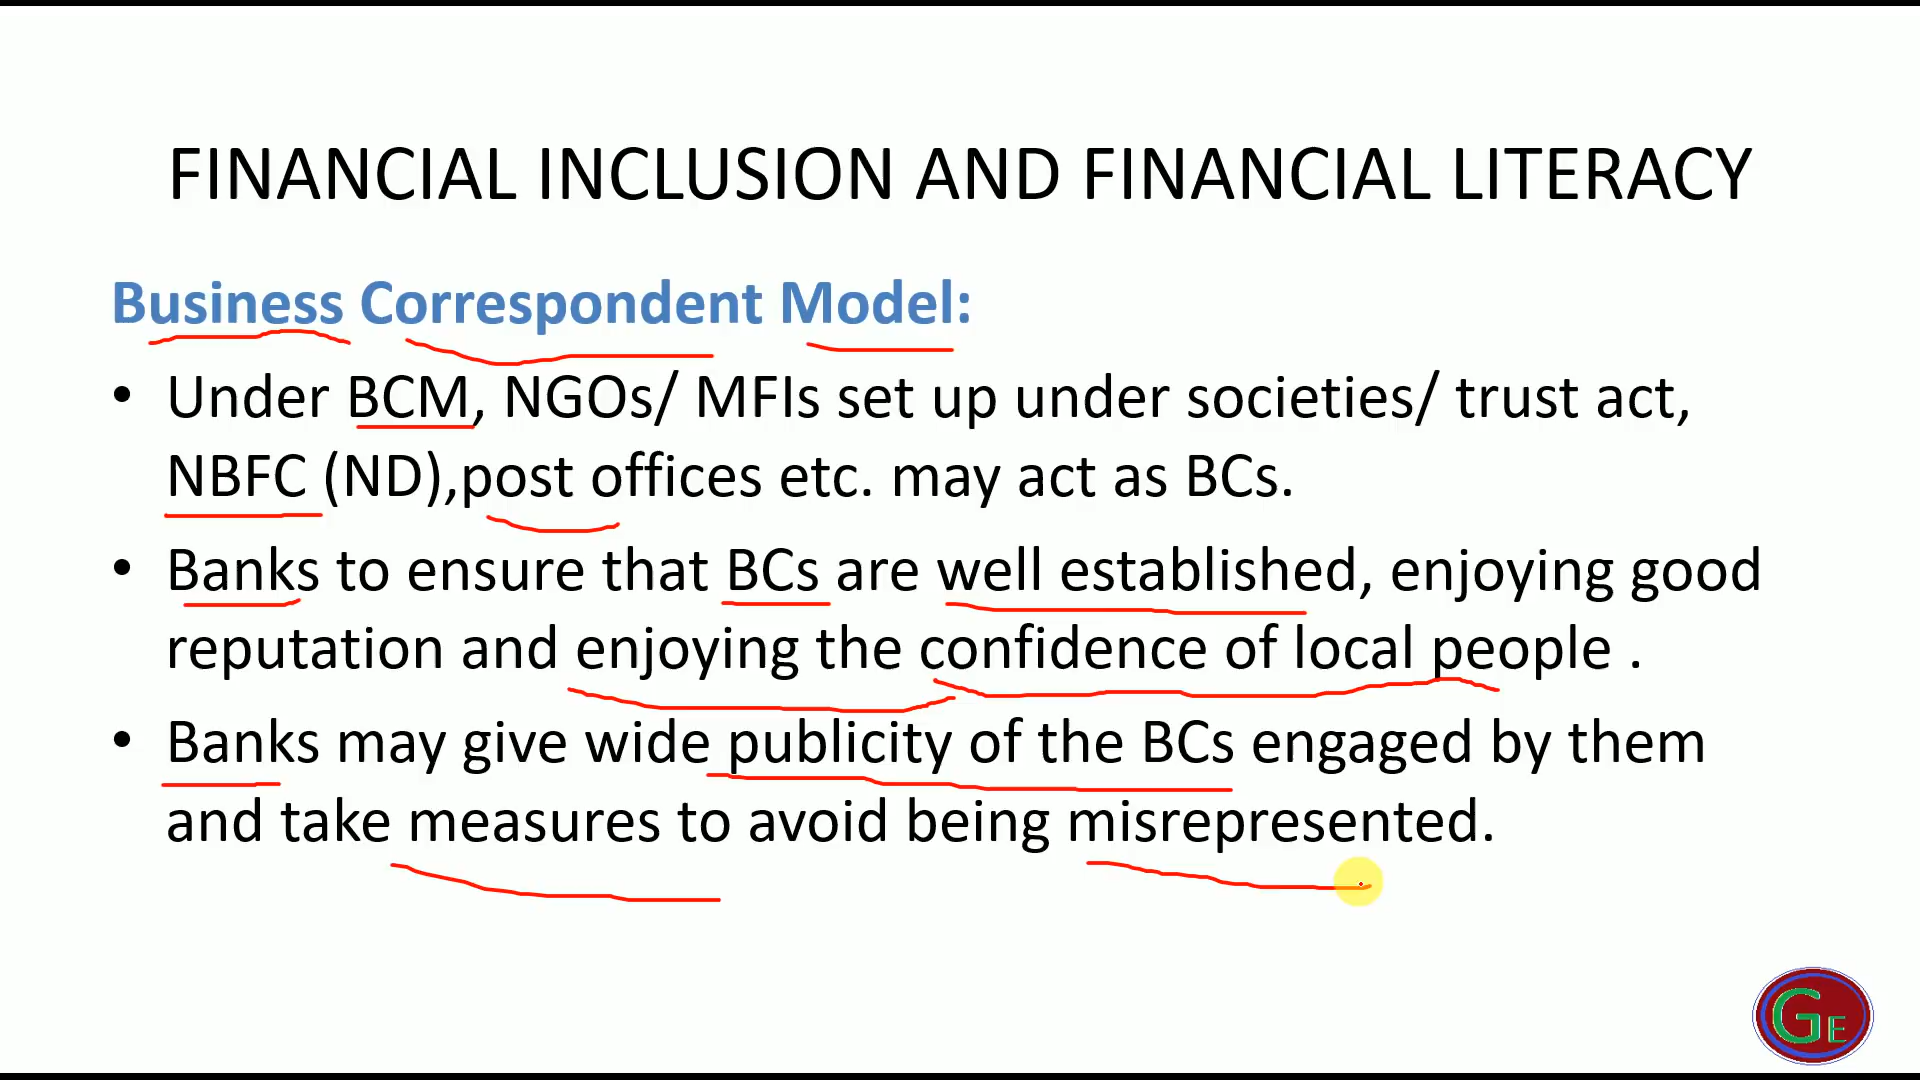 FINANCIAL INCLUSION AND FINANCIAL LITERACY
Business Correspondent Model:
• Under BCM, NGOs/ MFIs set up under societies/ trust act,
NBFC (ND),post offices etc. may act as BCs.
• Banks to ensure that BCs are well established, enjoying good
reputation and enjoying the confidence of local people .
• Banks may give wide publicity of the BCs engaged by them
and take measures to avoid being misrepresented.
GE